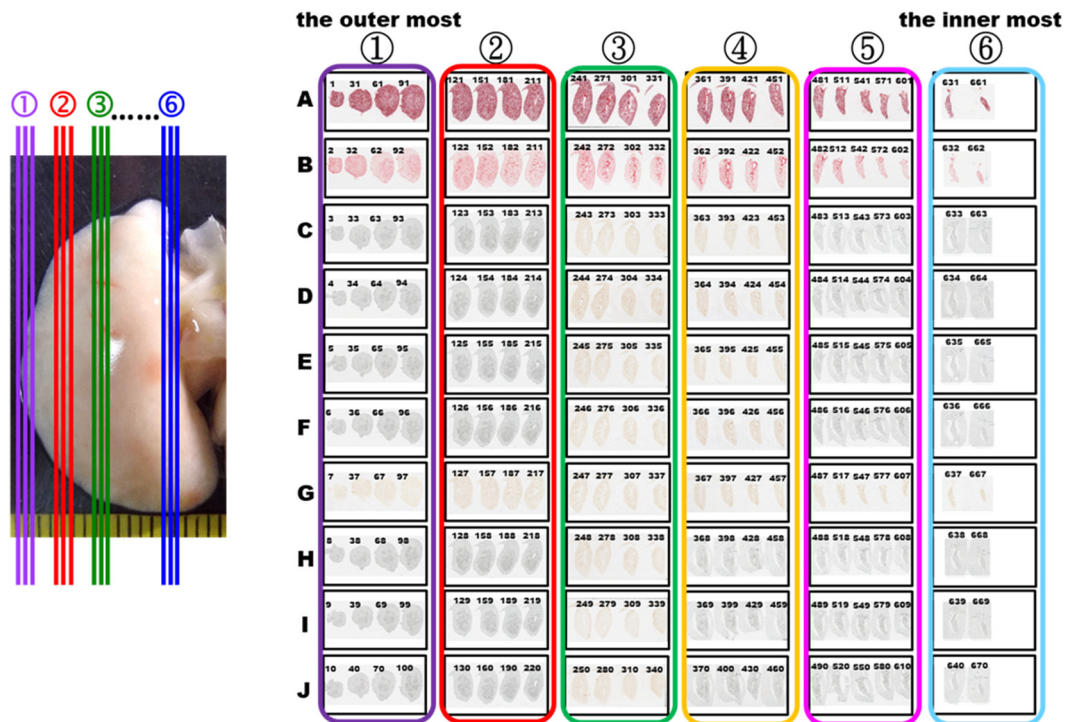 the outer most the inner most
① ② ③ ④ ⑤ ⑥
① ② ③ ...... ⑥
A 1 31 61 91 121 151 181 211 241 271 301 331 361 391 421 451 481 511 541 571 601 631 661
B 2 32 62 92 122 152 182 211 242 272 302 332 362 392 422 452 482 512 542 572 602 632 662
C 3 33 63 93 123 153 183 213 243 273 303 333 363 393 423 453 483 513 543 573 603 633 663
D 4 34 64 94 124 154 184 214 244 274 304 334 364 394 424 454 484 514 544 574 604 634 664
E 5 35 65 95 125 155 185 215 245 275 305 335 365 395 425 455 485 515 545 575 605 635 665
F 6 36 66 96 126 156 186 216 246 276 306 336 366 396 426 456 486 516 546 576 606 636 666
G 7 37 67 97 127 157 187 217 247 277 307 337 367 397 427 457 487 517 547 577 607 637 667
H 8 38 68 98 128 158 188 218 248 278 308 338 368 398 428 458 488 518 548 578 608 638 668
I 9 39 69 99 129 159 189 219 249 279 309 339 369 399 429 459 489 519 549 579 609 639 669
J 10 40 70 100 130 160 190 220 250 280 310 340 370 400 430 460 490 520 550 580 610 640 670